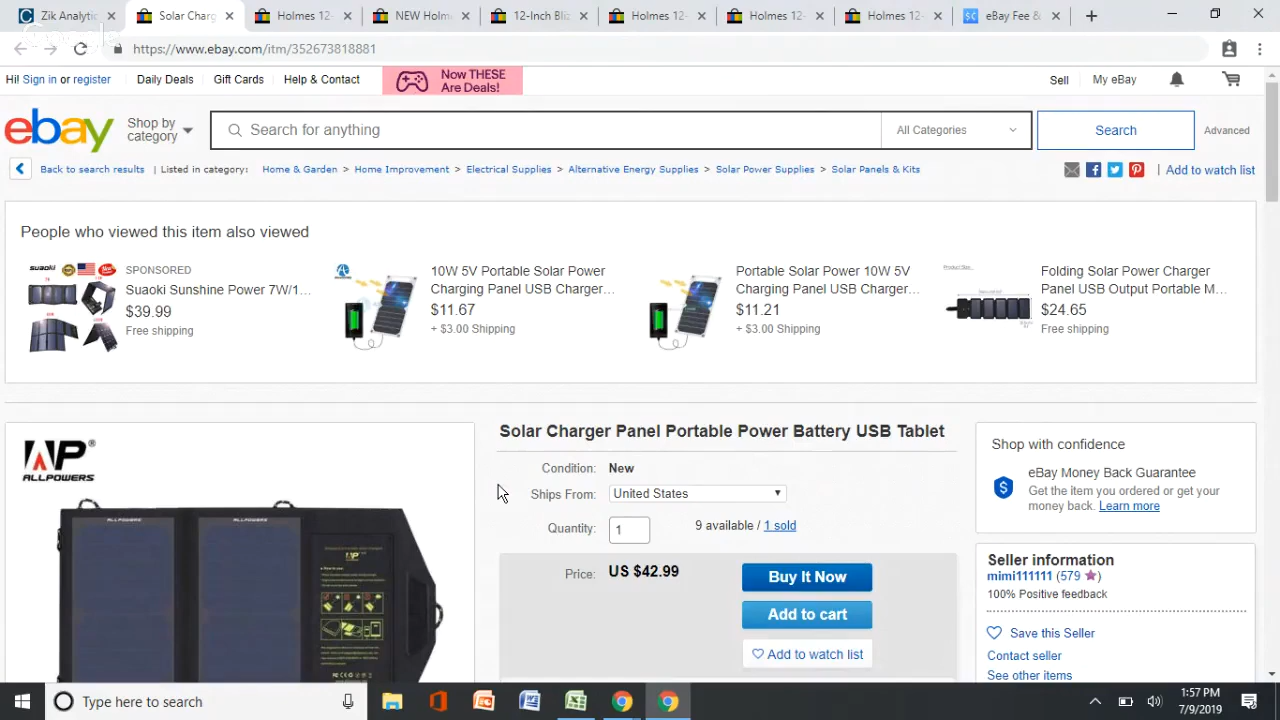 Zik Analytic
Solar Charg
Holmes 12-
NEW Holme
12-Inch Bli
Holmes 12-
Holmes 12-
Holmes 12-
eBay Fee &
https://www.ebay.com/itm/352673818881
Hi! Sign in or register
Daily Deals
Gift Cards
Help & Contact
Now THESE
Are Deals!
Sell
My eBay
ebay
Shop by
category
Search for anything
All Categories
Search
Advanced
Back to search results | Listed in category: Home & Garden > Home Improvement > Electrical Supplies > Alternative Energy Supplies > Solar Power Supplies > Solar Panels & Kits
| Add to watch list
People who viewed this item also viewed
suaoki
SPONSORED
Suaoki Sunshine Power 7W/1...
$39.99
Free shipping
10W 5V Portable Solar Power
Charging Panel USB Charger...
$11.67
+ $3.00 Shipping
Portable Solar Power 10W 5V
Charging Panel USB Charger...
$11.21
+ $3.00 Shipping
Folding Solar Power Charger
Panel USB Output Portable M...
$24.65
Free shipping
ALLPOWERS
ALLPOWERS
ALLPOWERS
Solar Charger Panel Portable Power Battery USB Tablet
Condition: New
Ships From: United States
Quantity: 1
9 available / 1 sold
Price: US $42.99
Buy It Now
Add to cart
Add to watch list
Shop with confidence
eBay Money Back Guarantee
Get the item you ordered or get your
money back. Learn more
Seller information
mimi111111 (579)
100% Positive feedback
Save this Seller
Contact seller
See other items
Type here to search
1:57 PM
7/9/2019